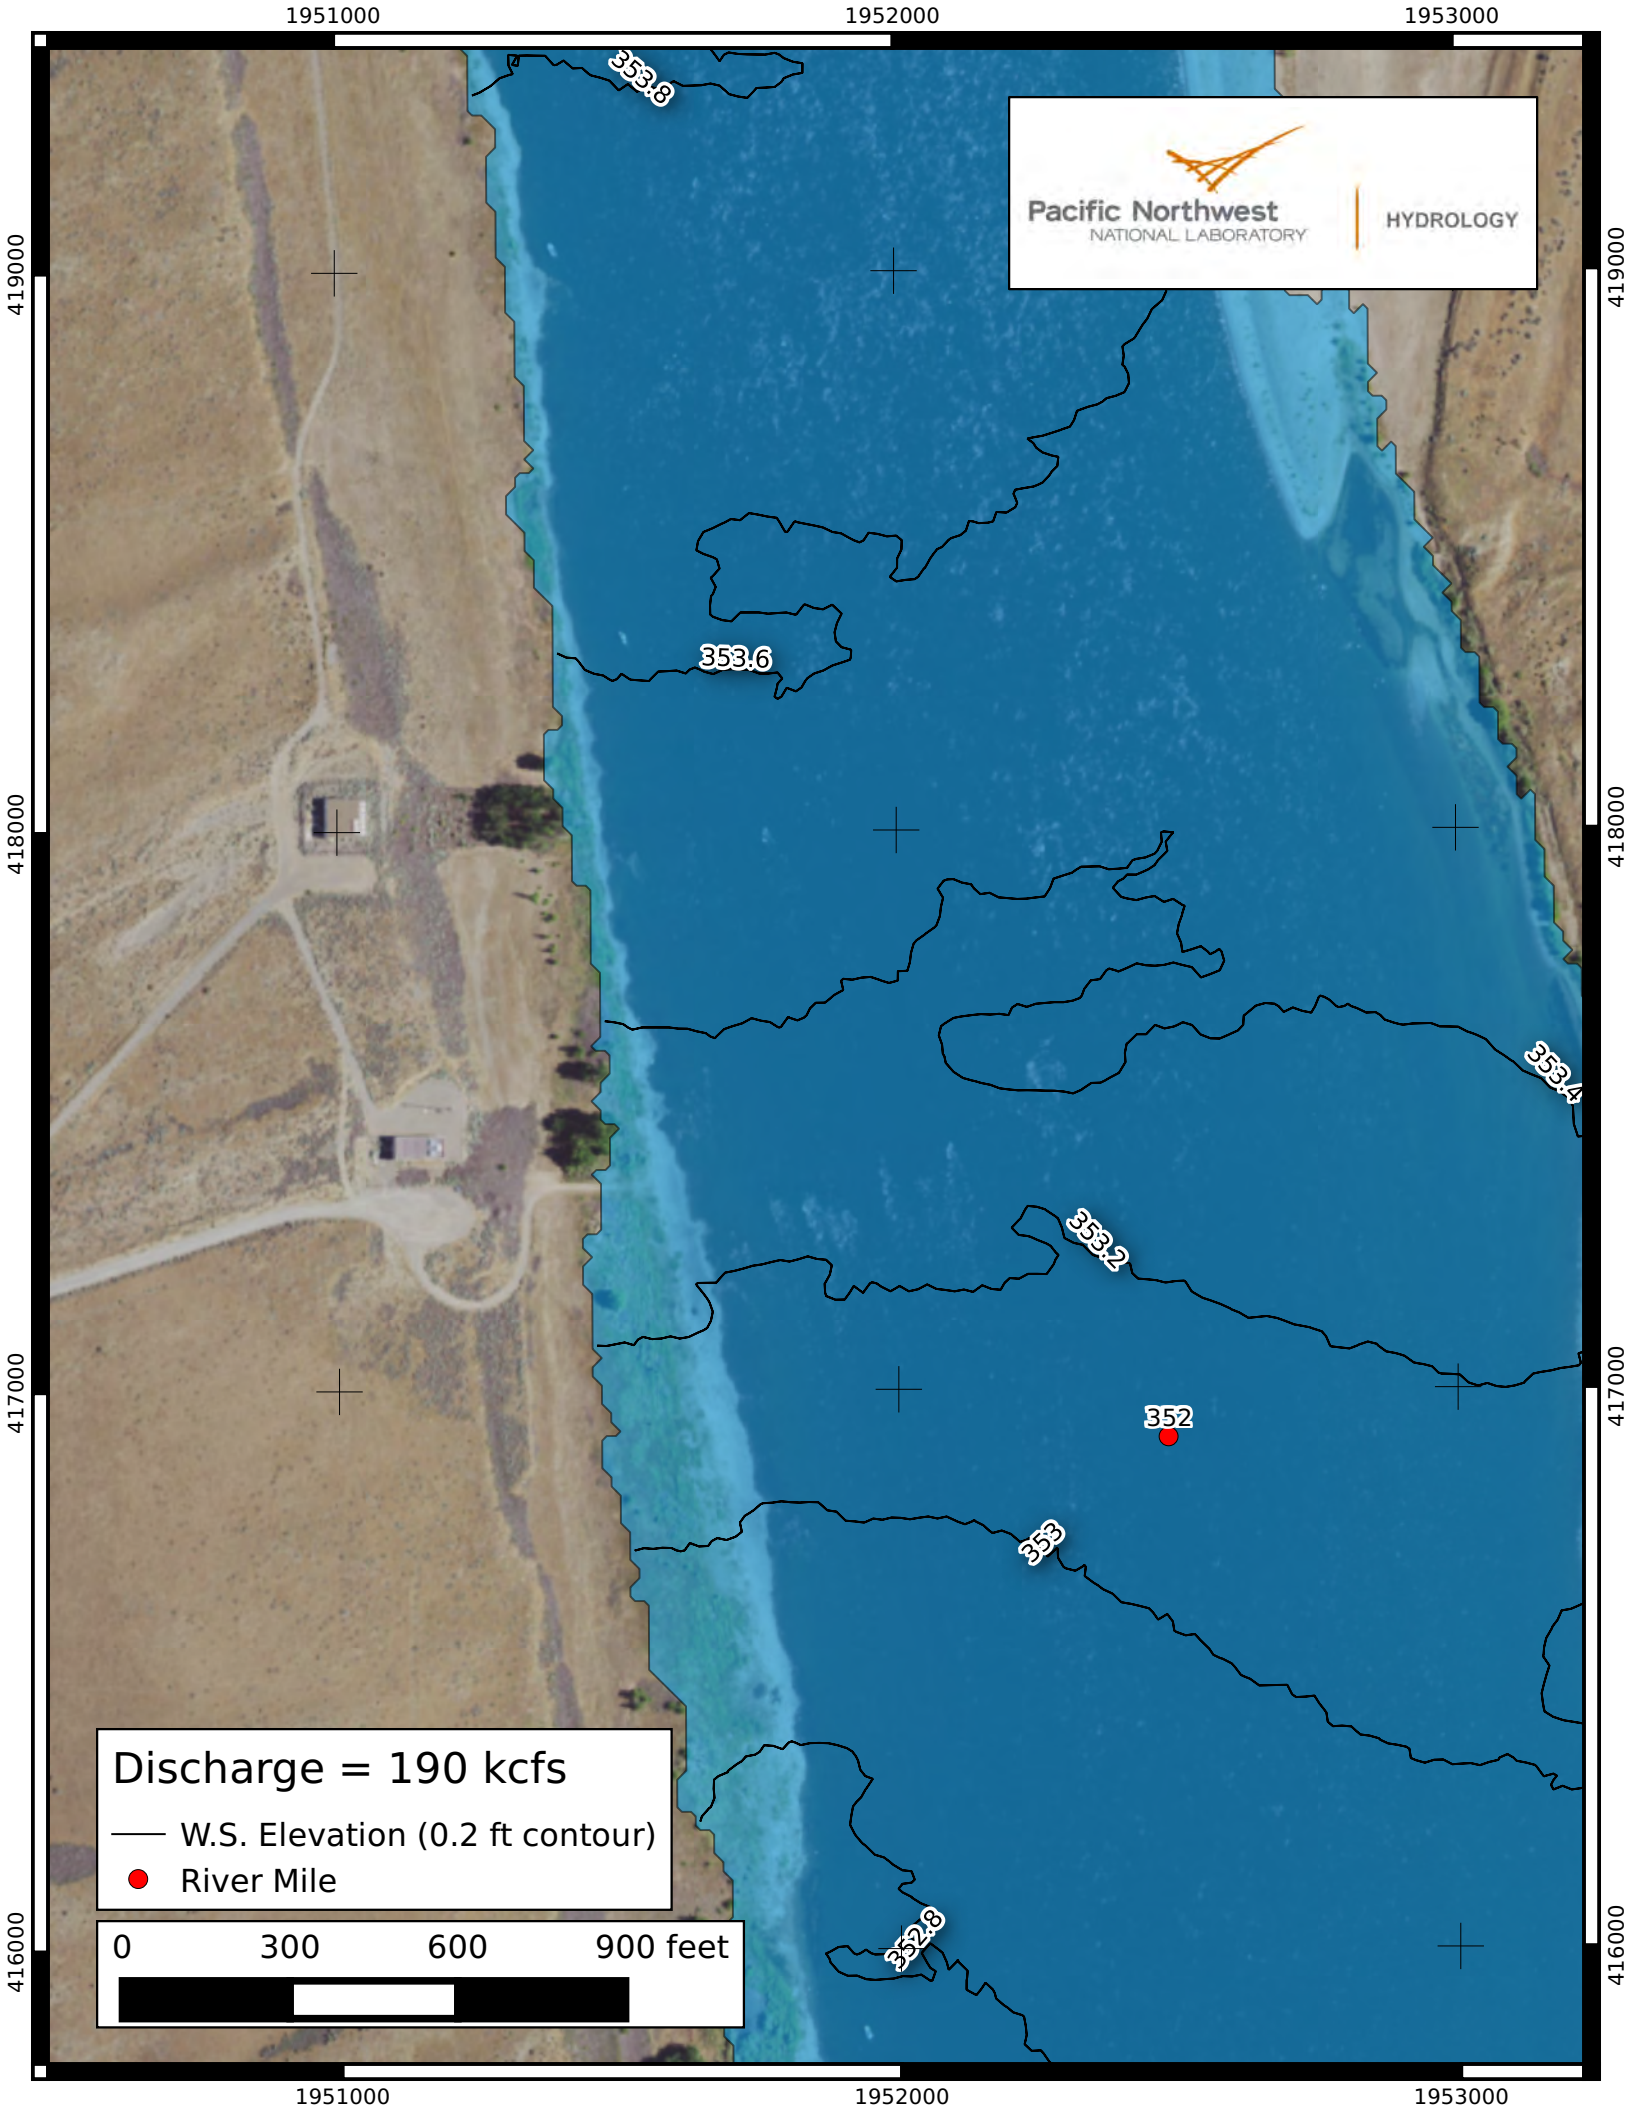 1951000 1952000 1953000
353.8
Pacific Northwest
NATIONAL LABORATORY
HYDROLOGY
419000 419000
353.6
418000 418000
353.4
353.2
417000 417000
352
353
Discharge = 190 kcfs
W.S. Elevation (0.2 ft contour)
River Mile
352.8
416000 416000
0 300 600 900 feet
1951000 1952000 1953000